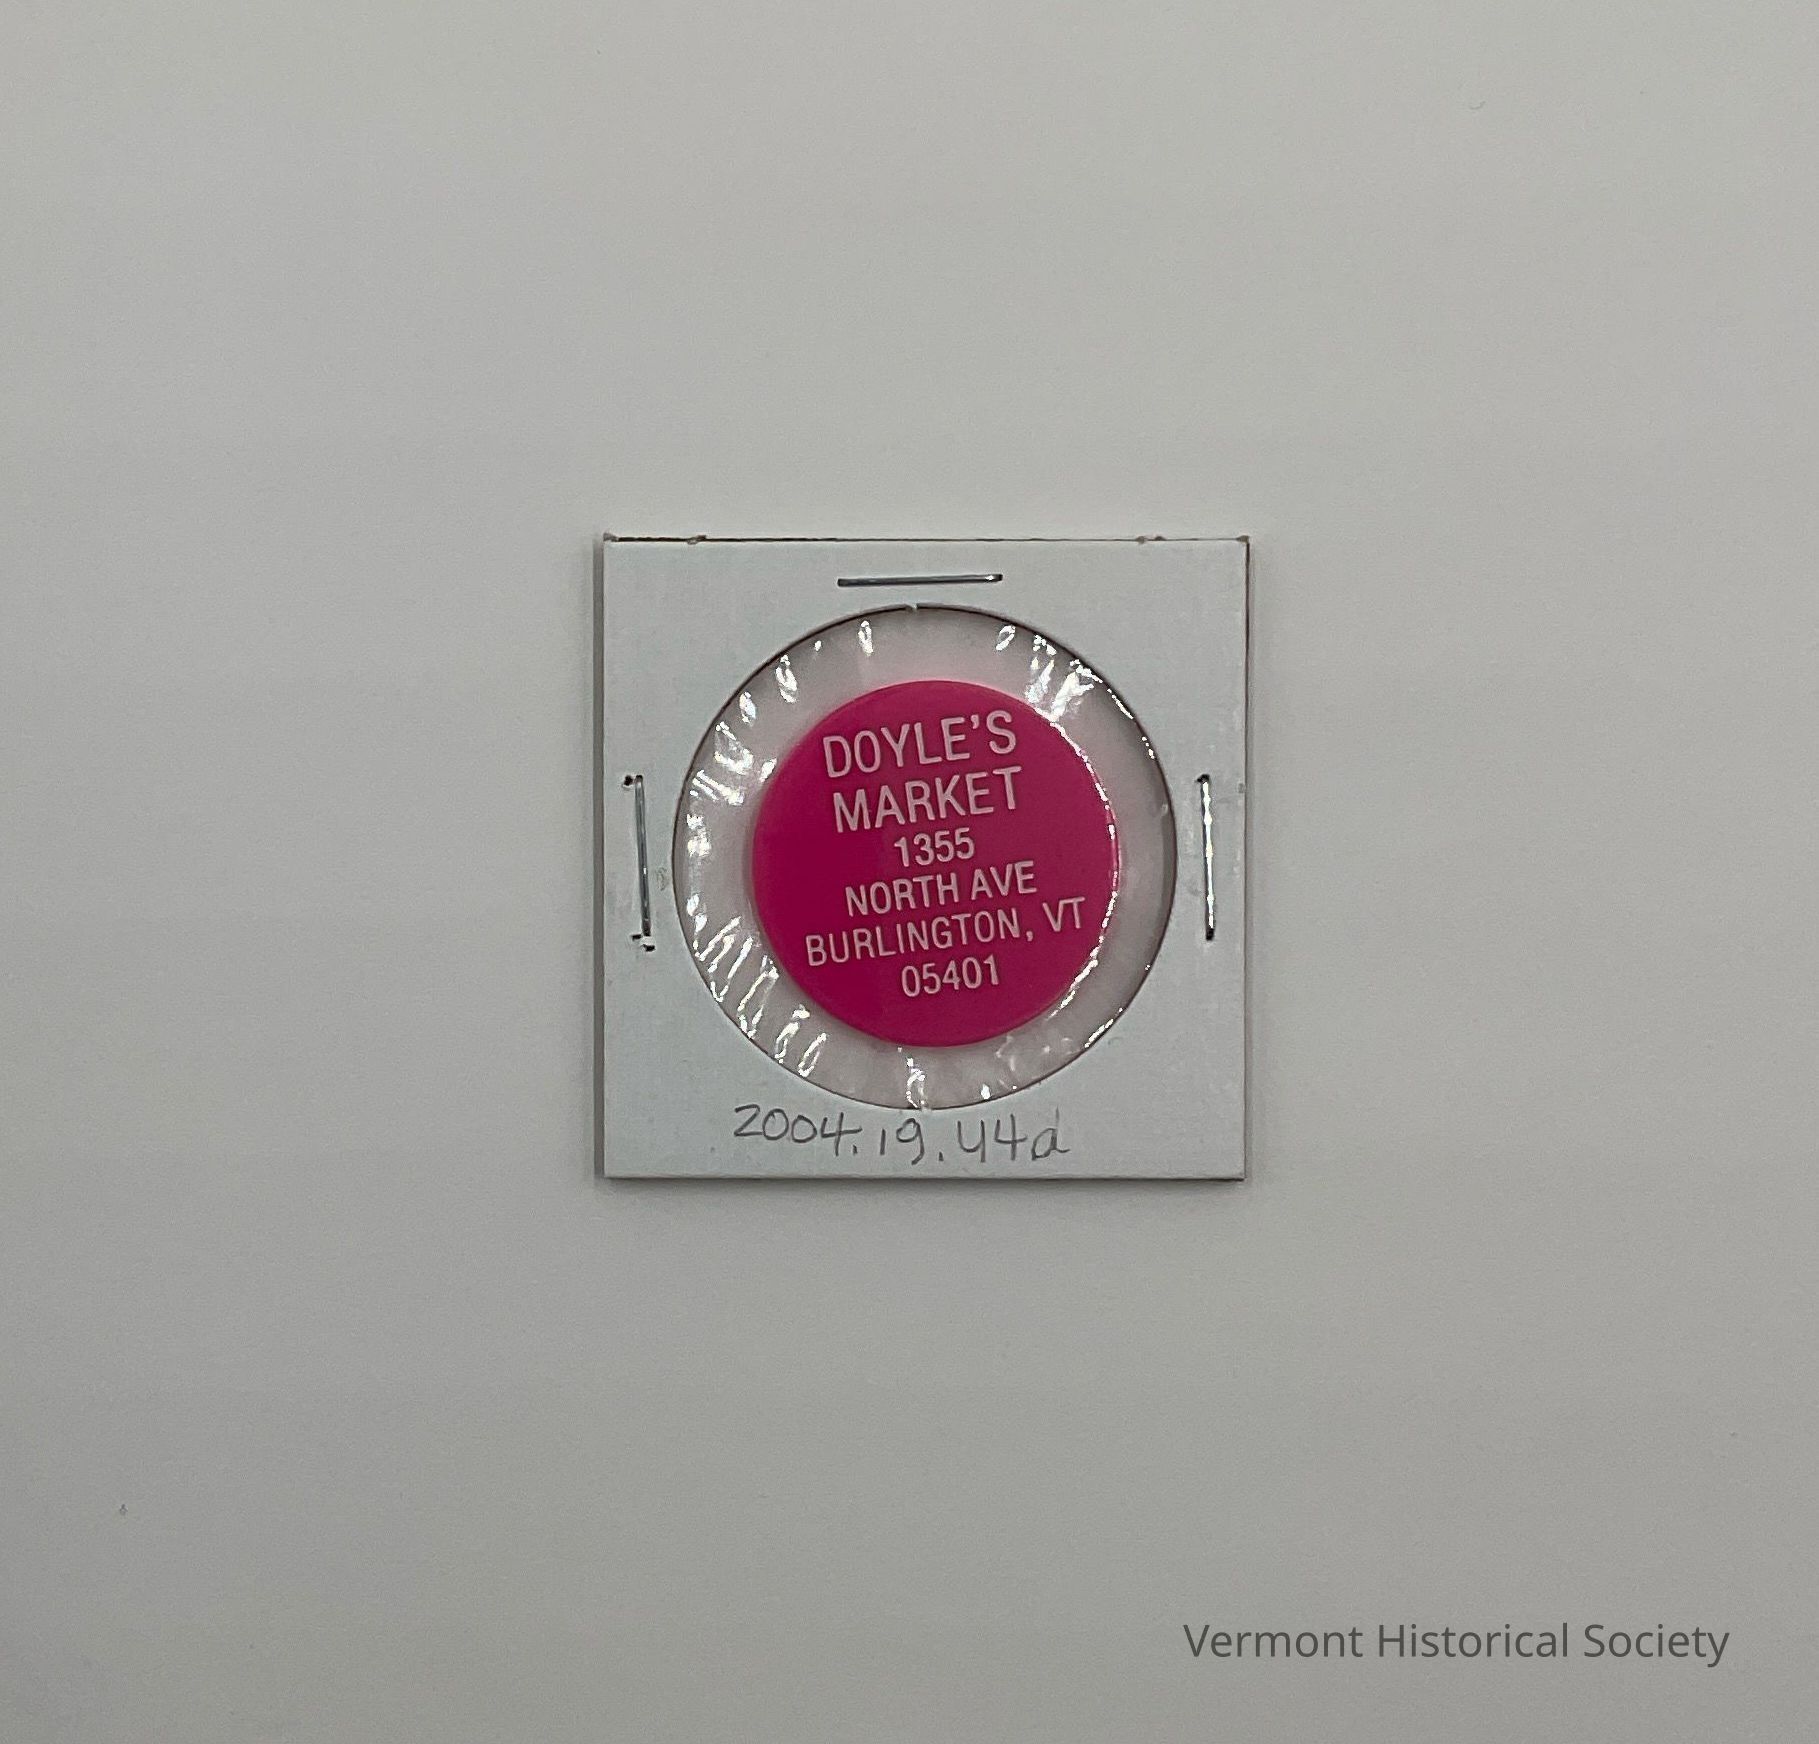 DOYLE'S
MARKET
1355
NORTH AVE
BURLINGTON, VT
05401
2004.19.44d
Vermont Historical Society